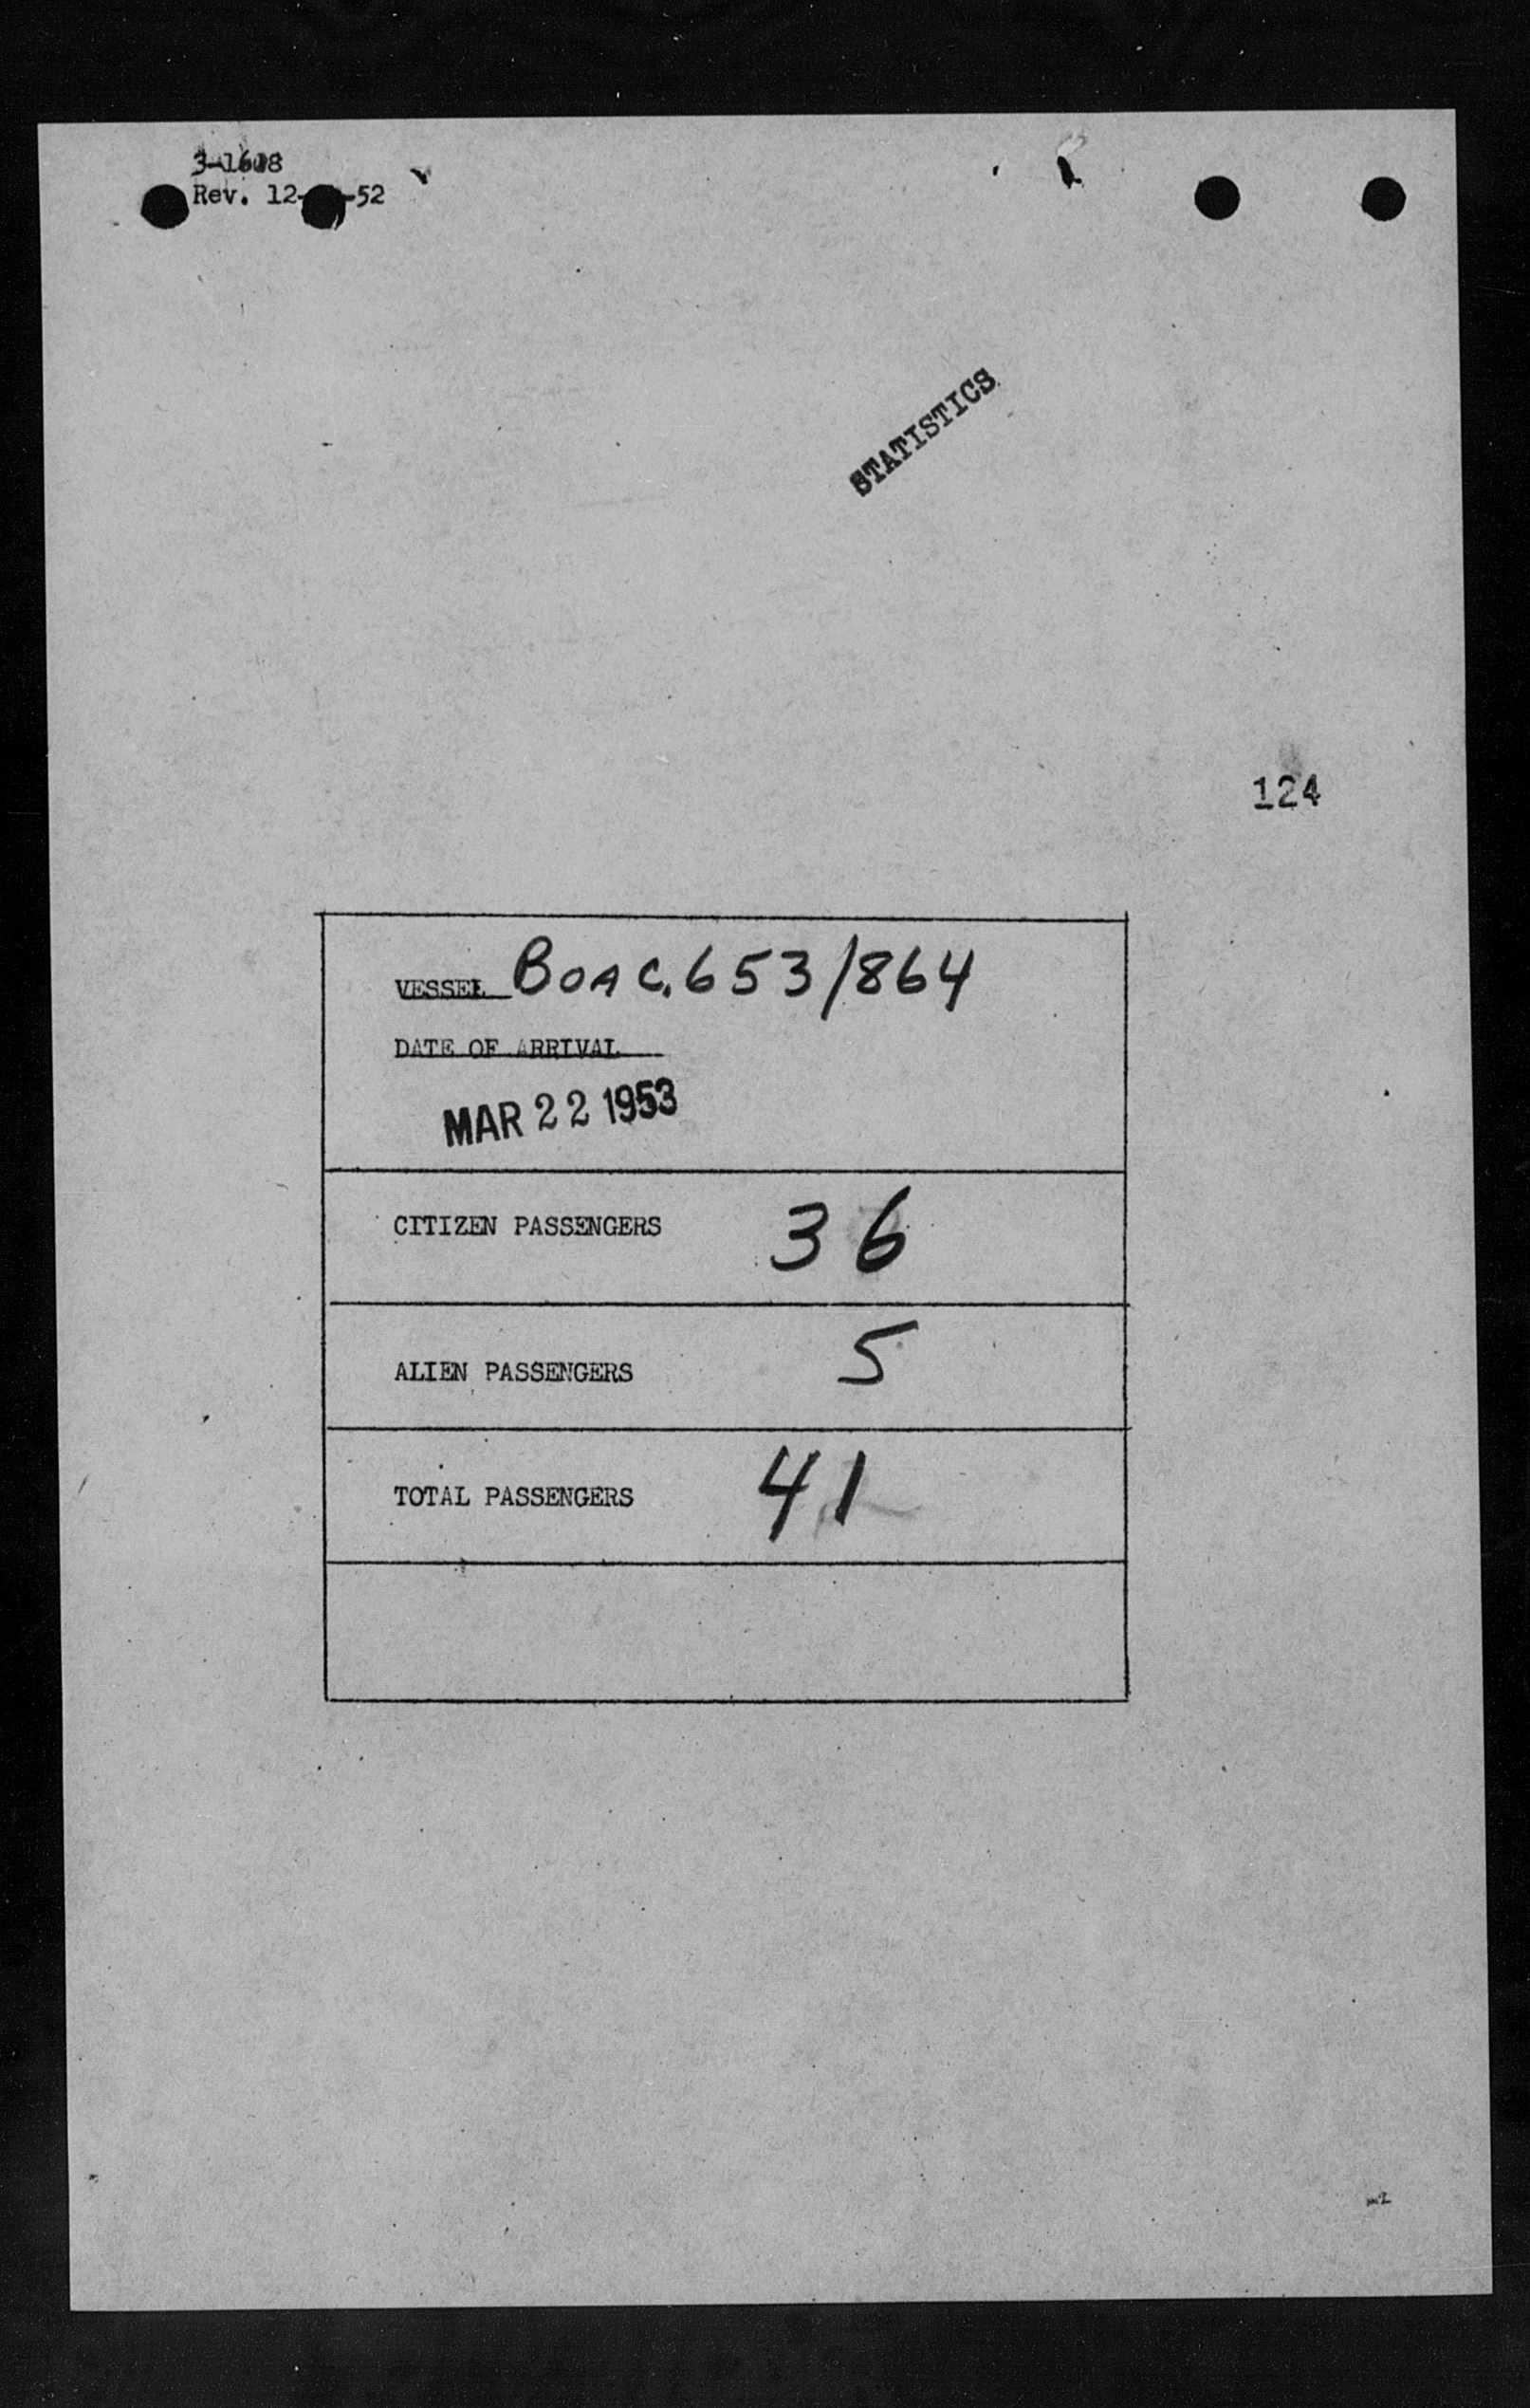 3-1608
Rev. 12- -52
STATISTICS
124
VESSEL BOAC. 653/864
DATE OF ARRIVAL
MAR 22 1953
CITIZEN PASSENGERS 36
ALIEN PASSENGERS 5
TOTAL PASSENGERS 41